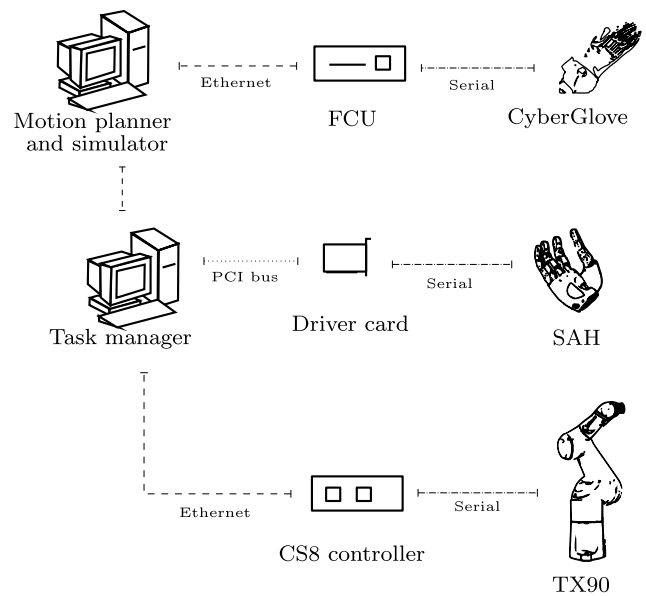 Ethernet
Serial
Motion planner
and simulator
FCU
CyberGlove
PCI bus
Serial
Task manager
Driver card
SAH
Ethernet
Serial
CS8 controller
TX90